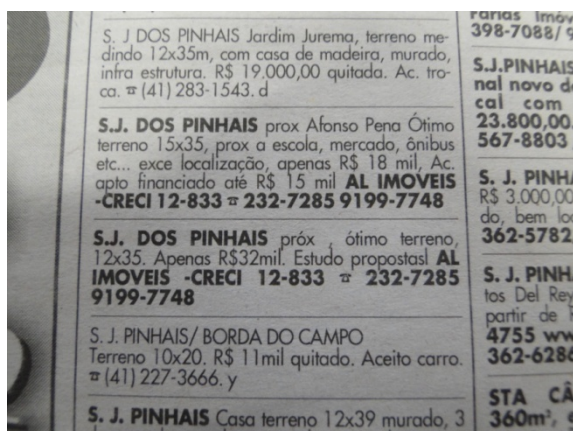 S. J DOS PINHAIS Jardim Jurema, terreno me-
dindo 12x35m, com casa de madeira, murado,
infra estrutura. R$ 19.000,00 quitada. Ac. tro-
ca. ☎ (41) 283-1543. d
S.J. DOS PINHAIS prox Afonso Pena Ótimo
terreno 15x35, prox a escola, mercado, ônibus
etc... exce localização, apenas R$ 18 mil, Ac.
apto financiado até R$ 15 mil AL IMOVEIS
-CRECI 12-833 ☎ 232-7285 9199-7748
S.J. DOS PINHAIS próx , ótimo terreno,
12x35. Apenas R$32mil. Estudo propostas! AL
IMOVEIS -CRECI 12-833 ☎ 232-7285
9199-7748
S. J. PINHAIS/ BORDA DO CAMPO
Terreno 10x20. R$ 11mil quitado. Aceito carro.
☎ (41) 227-3666. y
S. J. PINHAIS Casa terreno 12x39 murado, 3
398-7088/
S.J.PINHAIS
nal novo
cal com
23.800,00.
567-8803
S. J.
R$ 3.000,00
do, bem
362-5782
S. J.
tos Del Rey
partir de
4755
362-6286
STA
360m²,